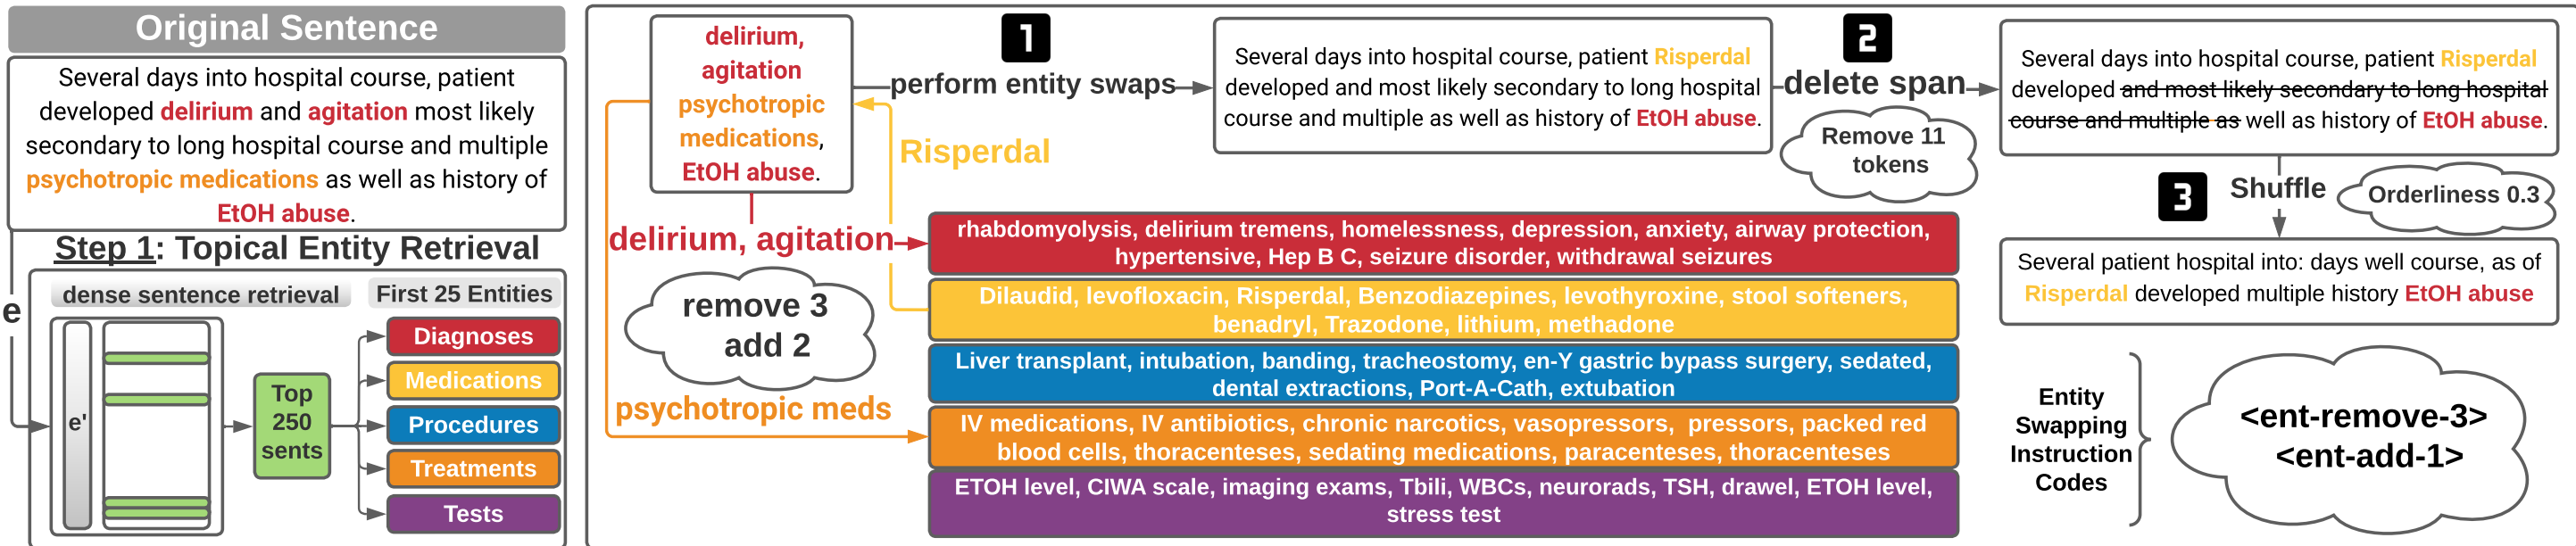 Original Sentence
Several days into hospital course, patient
developed delirium and agitation most likely
secondary to long hospital course and multiple
psychotropic medications as well as history of
EtOH abuse.
Step 1: Topical Entity Retrieval
e
dense sentence retrieval
First 25 Entities
e'
Top
250
sents
Diagnoses
Medications
Procedures
Treatments
Tests
delirium,
agitation
psychotropic
medications,
EtOH abuse.
1
perform entity swaps
Risperdal
delirium, agitation
remove 3
add 2
psychotropic meds
Several days into hospital course, patient Risperdal
developed and most likely secondary to long hospital
course and multiple as well as history of EtOH abuse.
2
delete span
Remove 11
tokens
Several days into hospital course, patient Risperdal
developed and most likely secondary to long hospital
course and multiple as well as history of EtOH abuse.
3
Shuffle
Orderliness 0.3
Several patient hospital into: days well course, as of
Risperdal developed multiple history EtOH abuse
rhabdomyolysis, delirium tremens, homelessness, depression, anxiety, airway protection,
hypertensive, Hep B C, seizure disorder, withdrawal seizures
Dilaudid, levofloxacin, Risperdal, Benzodiazepines, levothyroxine, stool softeners,
benadryl, Trazodone, lithium, methadone
Liver transplant, intubation, banding, tracheostomy, en-Y gastric bypass surgery, sedated,
dental extractions, Port-A-Cath, extubation
IV medications, IV antibiotics, chronic narcotics, vasopressors, pressors, packed red
blood cells, thoracenteses, sedating medications, paracenteses, thoracenteses
ETOH level, CIWA scale, imaging exams, Tbili, WBCs, neurorads, TSH, drawel, ETOH level,
stress test
Entity
Swapping
Instruction
Codes
<ent-remove-3>
<ent-add-1>